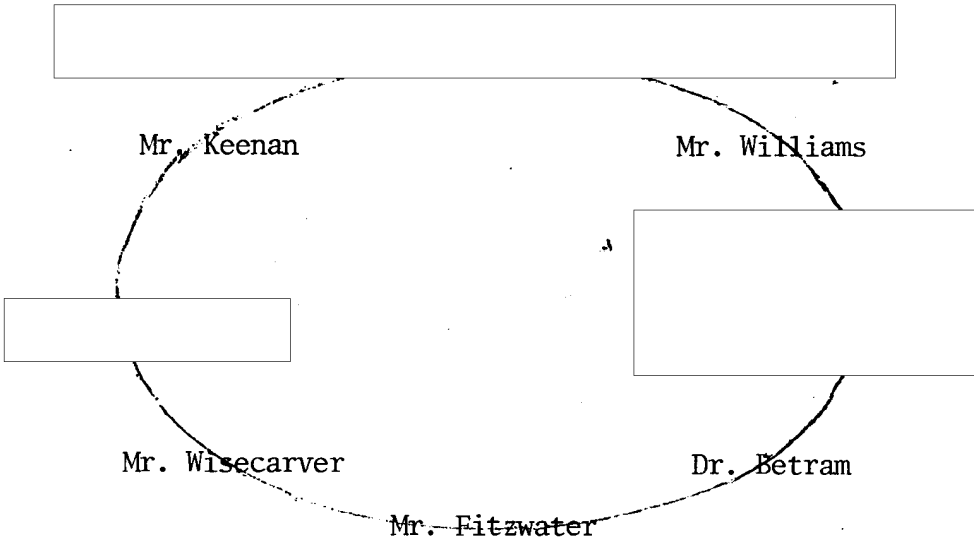 Mr. Keenan
Mr. Williams
Mr. Wisecarver
Dr. Betram
Mr. Fitzwater